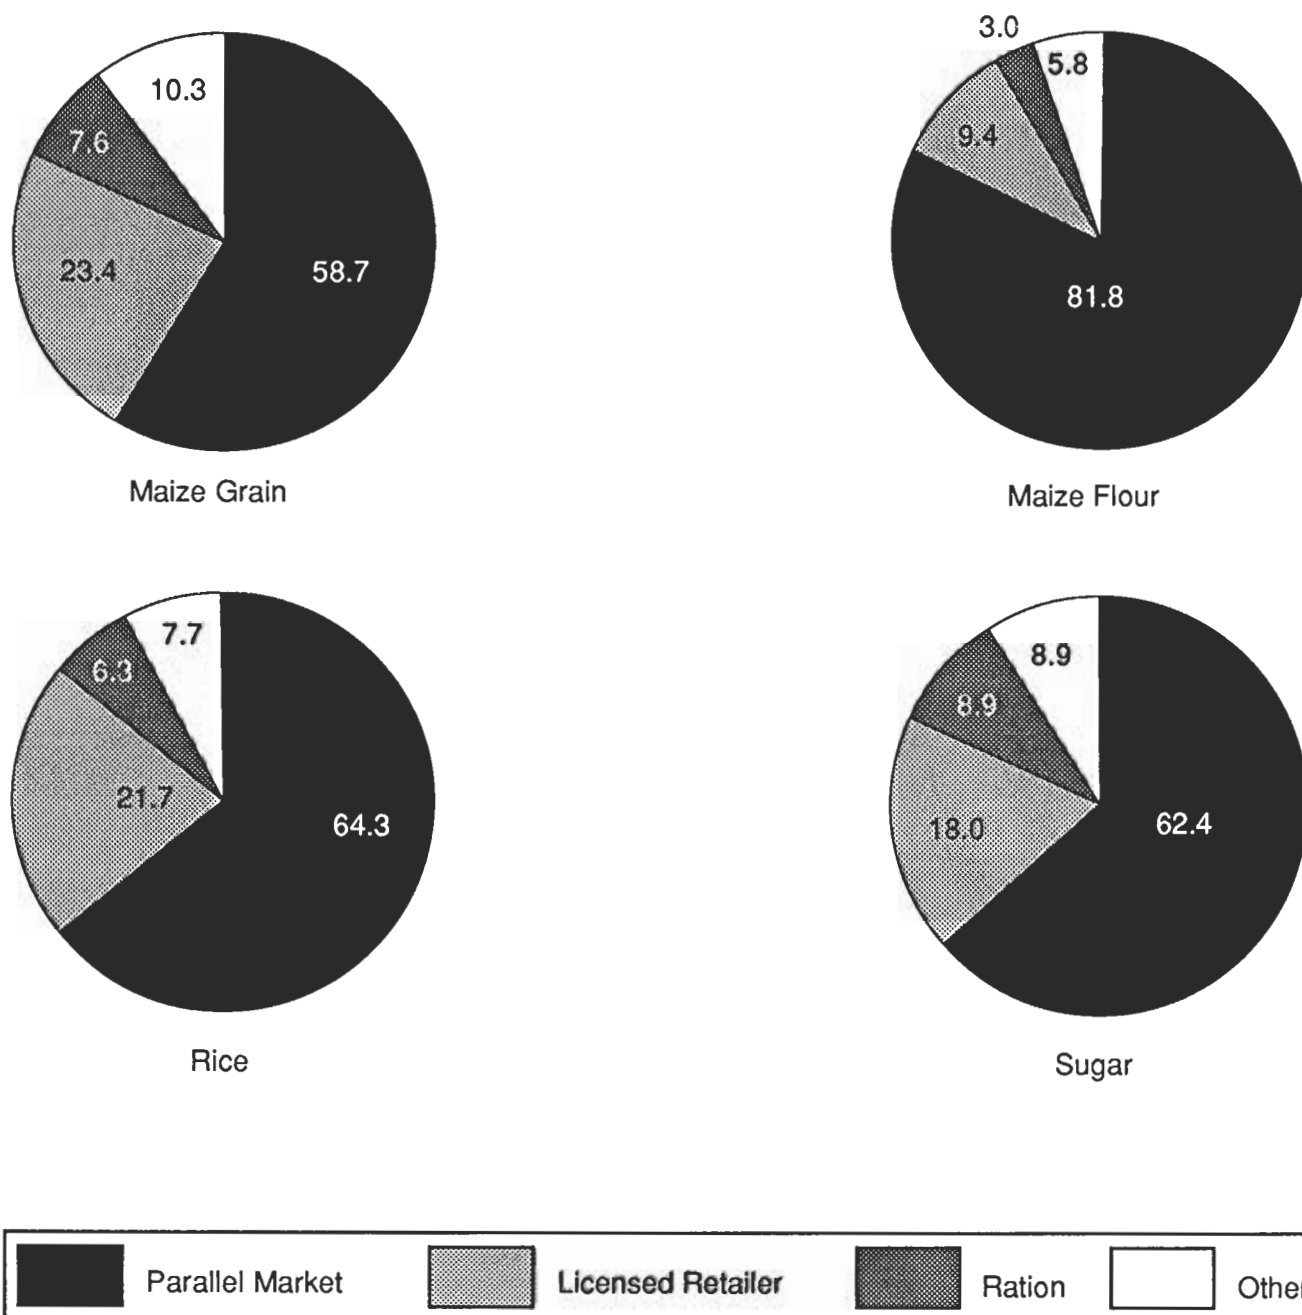 3.0
10.3
5.8
7.6
9.4
23.4
58.7
81.8
Maize Grain
Maize Flour
7.7
8.9
6.3
8.9
21.7
64.3
18.0
62.4
Rice
Sugar
Parallel Market
Licensed Retailer
Ration
Other